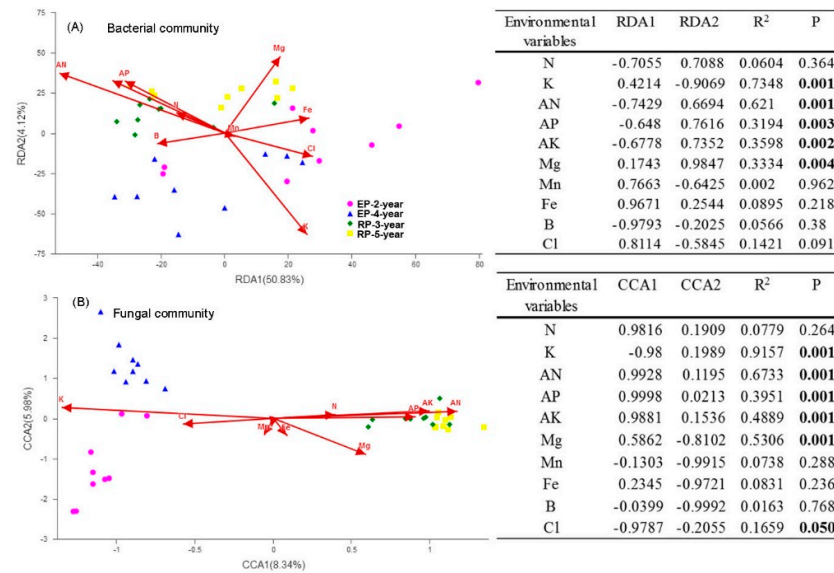 (A) Bacterial community
75
50
25
0
-25
-50
-75
RDA2(4.12%)
AN
AP
N
B
Mg
Fe
Mn
Cl
K
EP-2-year
EP-4-year
RP-3-year
RP-5-year
-40 -20 0 20 40 60 80
RDA1(50.83%)
Environmental variables RDA1 RDA2 R² P
N -0.7055 0.7088 0.0604 0.364
K 0.4214 -0.9069 0.7348 0.001
AN -0.7429 0.6694 0.621 0.001
AP -0.648 0.7616 0.3194 0.003
AK -0.6778 0.7352 0.3598 0.002
Mg 0.1743 0.9847 0.3334 0.004
Mn 0.7663 -0.6425 0.002 0.962
Fe 0.9671 0.2544 0.0895 0.218
B -0.9793 -0.2025 0.0566 0.38
Cl 0.8114 -0.5845 0.1421 0.091
(B) Fungal community
3
2
1
0
-1
-2
-3
CCA2(5.98%)
K
Cl
N
AP
AK
AN
Mn
Fe
Mg
-1 -0.5 0 0.5 1
CCA1(8.34%)
Environmental variables CCA1 CCA2 R² P
N 0.9816 0.1909 0.0779 0.264
K -0.98 0.1989 0.9157 0.001
AN 0.9928 0.1195 0.6733 0.001
AP 0.9998 0.0213 0.3951 0.001
AK 0.9881 0.1536 0.4889 0.001
Mg 0.5862 -0.8102 0.5306 0.001
Mn -0.1303 -0.9915 0.0738 0.288
Fe 0.2345 -0.9721 0.0831 0.236
B -0.0399 -0.9992 0.0163 0.768
Cl -0.9787 -0.2055 0.1659 0.050